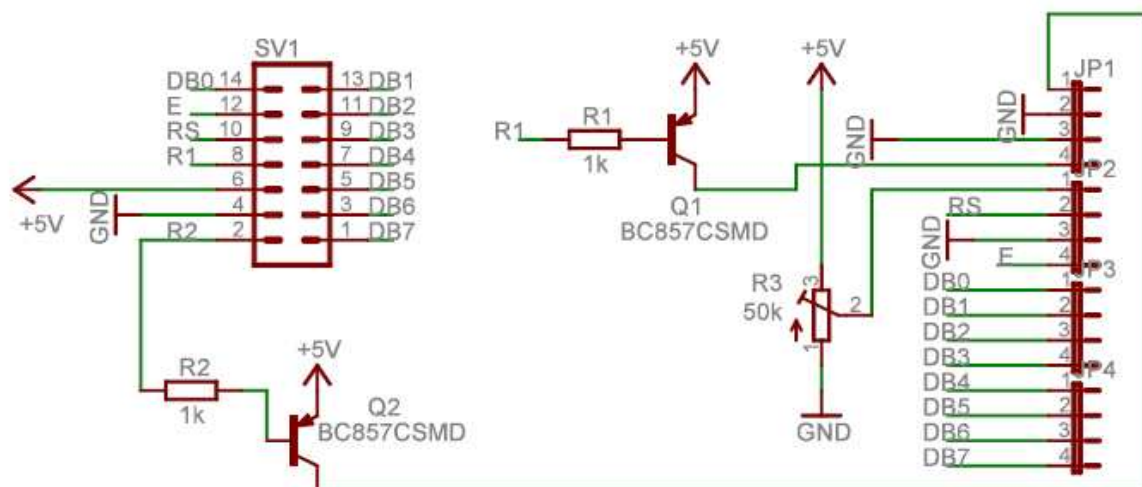 SV1
DB0 14 13 DB1
E 12 11 DB2
RS 10 9 DB3
R1 8 7 DB4
6 5 DB5
+5V
GND 4 3 DB6
R2 2 1 DB7
R2
1k
+5V
Q2
BC857CSMD
R1
R1
1k
+5V
Q1
BC857CSMD
+5V
R3
50k
3
2
1
GND
JP1
1
GND 2
GND 3
4
JP2
1
RS 2
GND 3
E 4
JP3
DB0 1
DB1 2
DB2 3
DB3 4
JP4
DB4 1
DB5 2
DB6 3
DB7 4